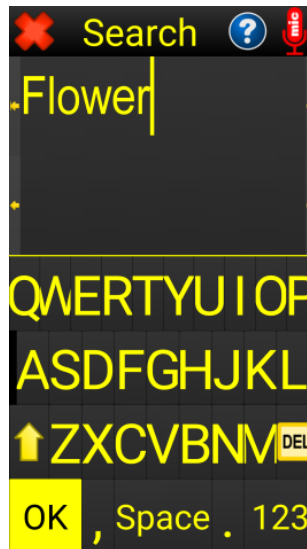 Search ? mic
Flower
QWERTYUIOP
ASDFGHJKL
ZXCVBNM DEL
OK , Space . 123